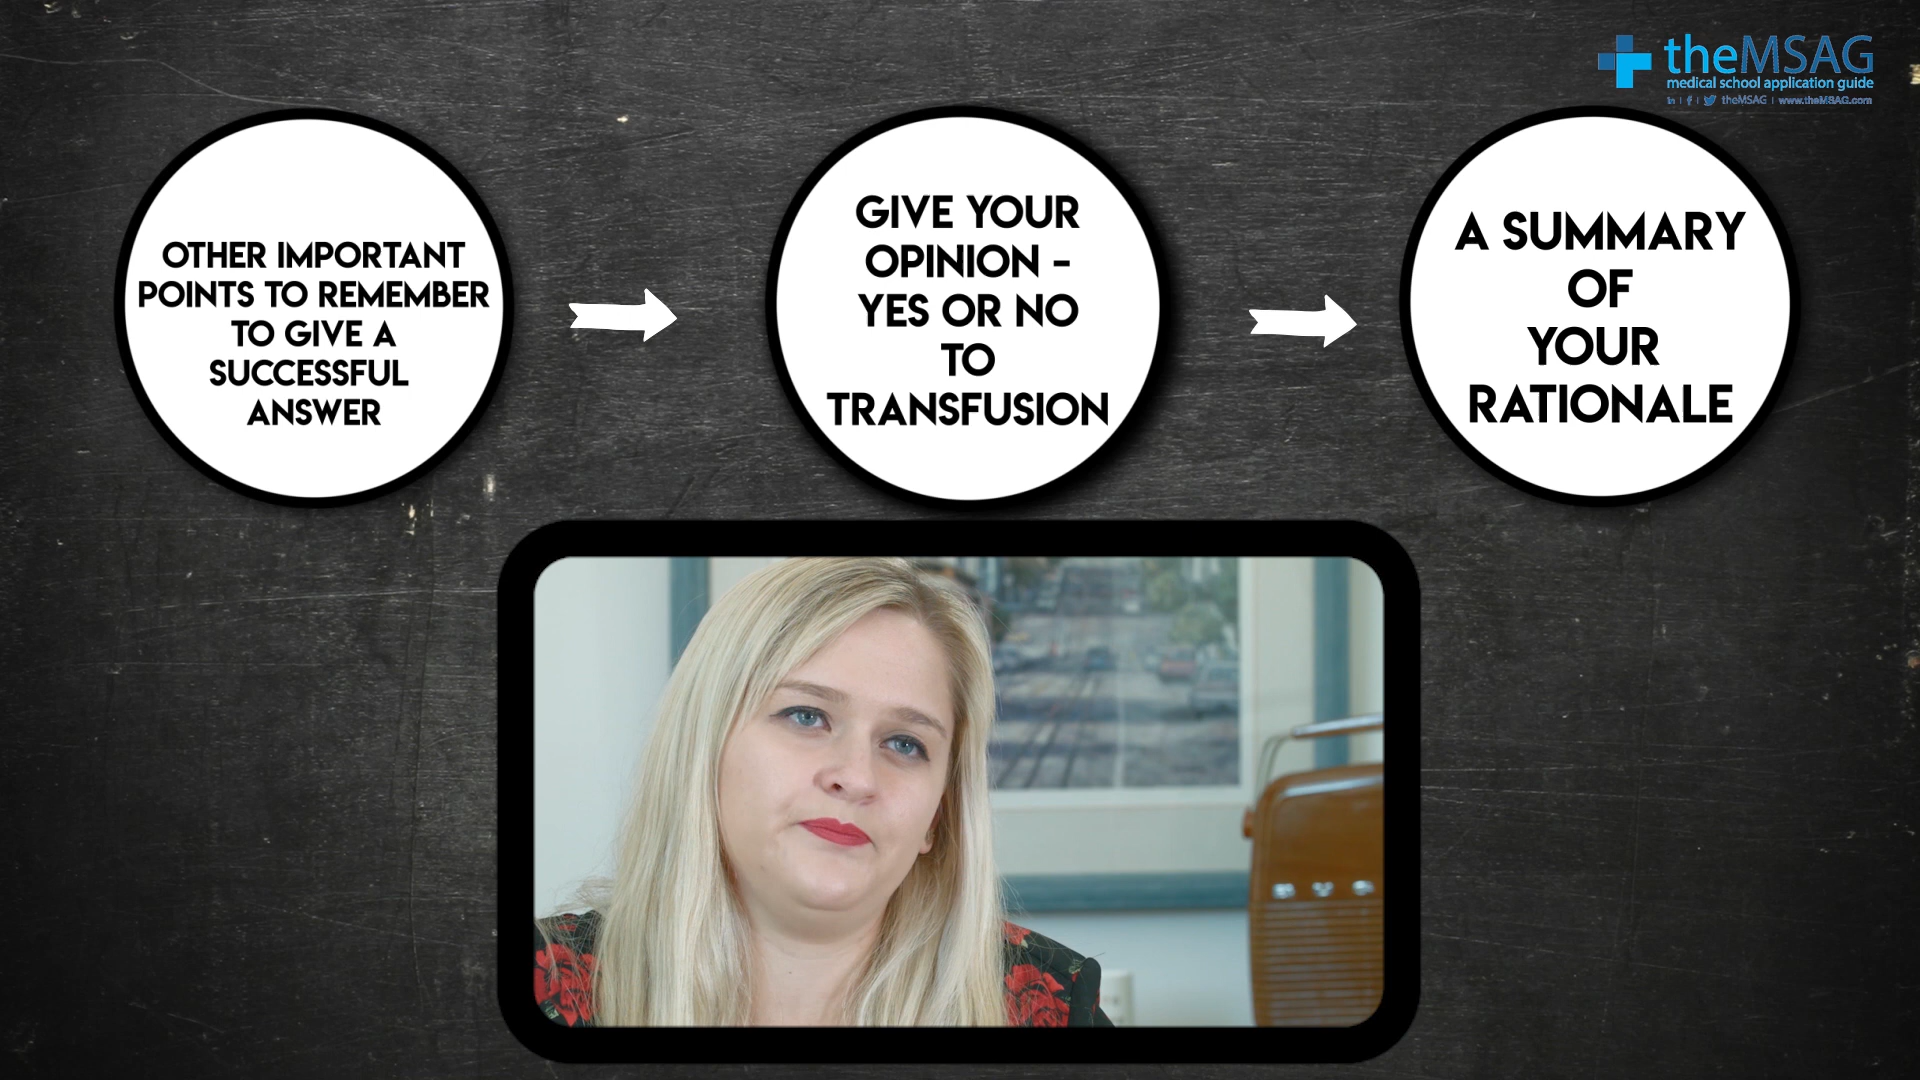 theMSAG
medical school application guide
in | f | theMSAG | www.theMSAG.com
OTHER IMPORTANT
POINTS TO REMEMBER
TO GIVE A
SUCCESSFUL
ANSWER
GIVE YOUR
OPINION -
YES OR NO
TO
TRANSFUSION
A SUMMARY
OF
YOUR
RATIONALE